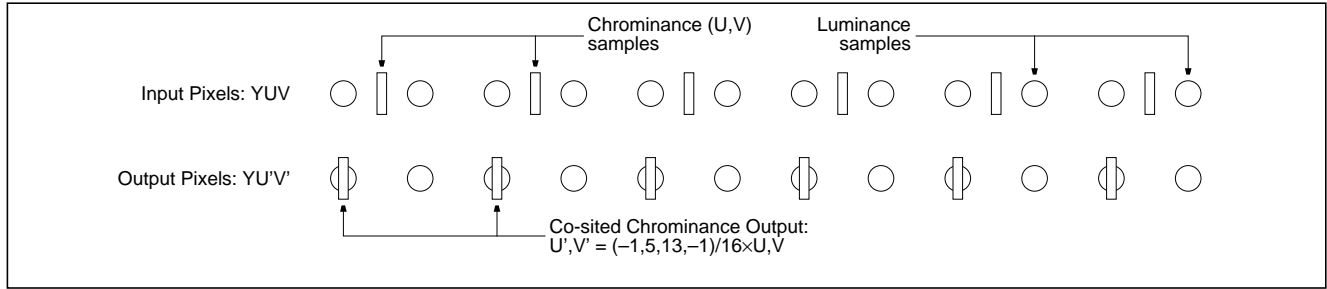 Chrominance (U,V)
samples
Luminance
samples
Input Pixels: YUV
Output Pixels: YU'V'
Co-sited Chrominance Output:
U',V' = (–1,5,13,–1)/16×U,V